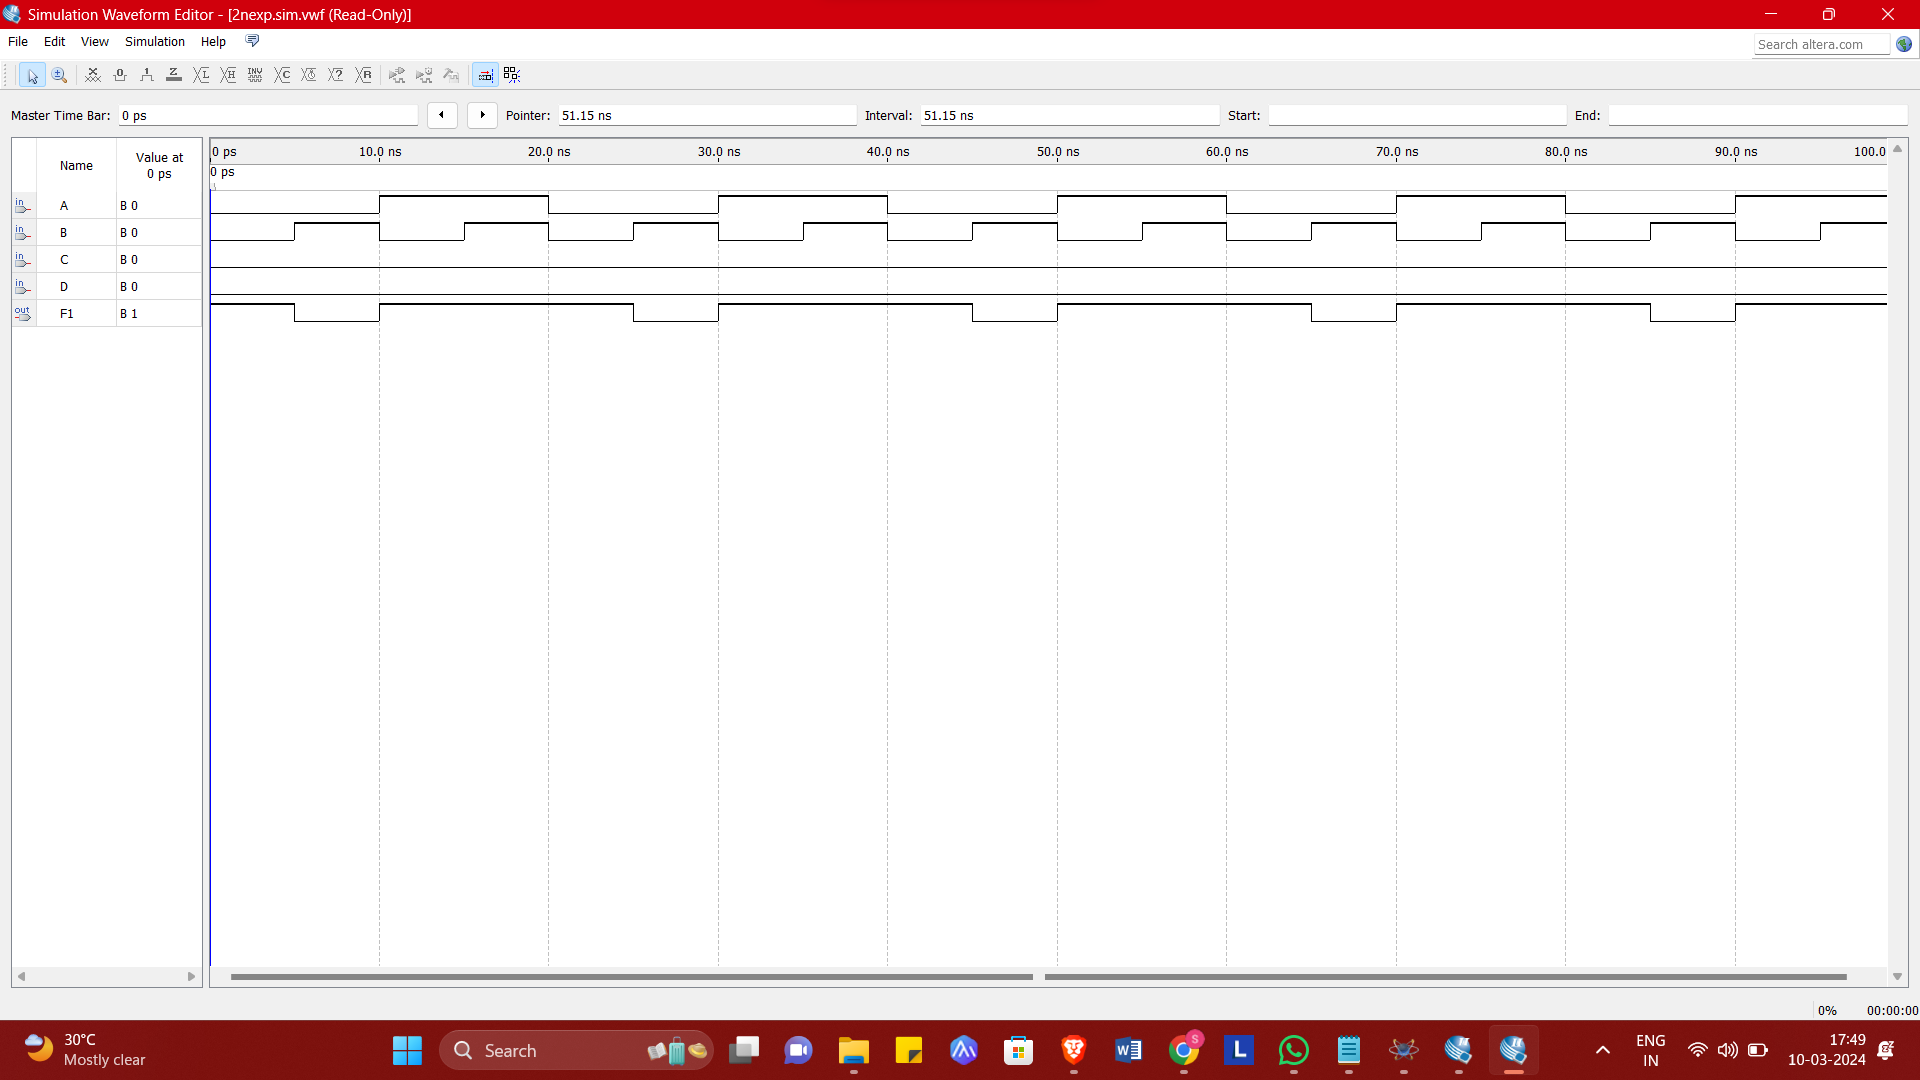 Simulation Waveform Editor - [2nexp.sim.vwf (Read-Only)]
File Edit View Simulation Help
Search altera.com
Master Time Bar: 0 ps Pointer: 51.15 ns Interval: 51.15 ns Start: End:
Name Value at 0 ps
0 ps 10.0 ns 20.0 ns 30.0 ns 40.0 ns 50.0 ns 60.0 ns 70.0 ns 80.0 ns 90.0 ns 100.0
0 ps
in A B 0
in B B 0
in C B 0
in D B 0
out F1 B 1
0% 00:00:00
30°C
Mostly clear
Search
S
L
ENG
IN
17:49
10-03-2024